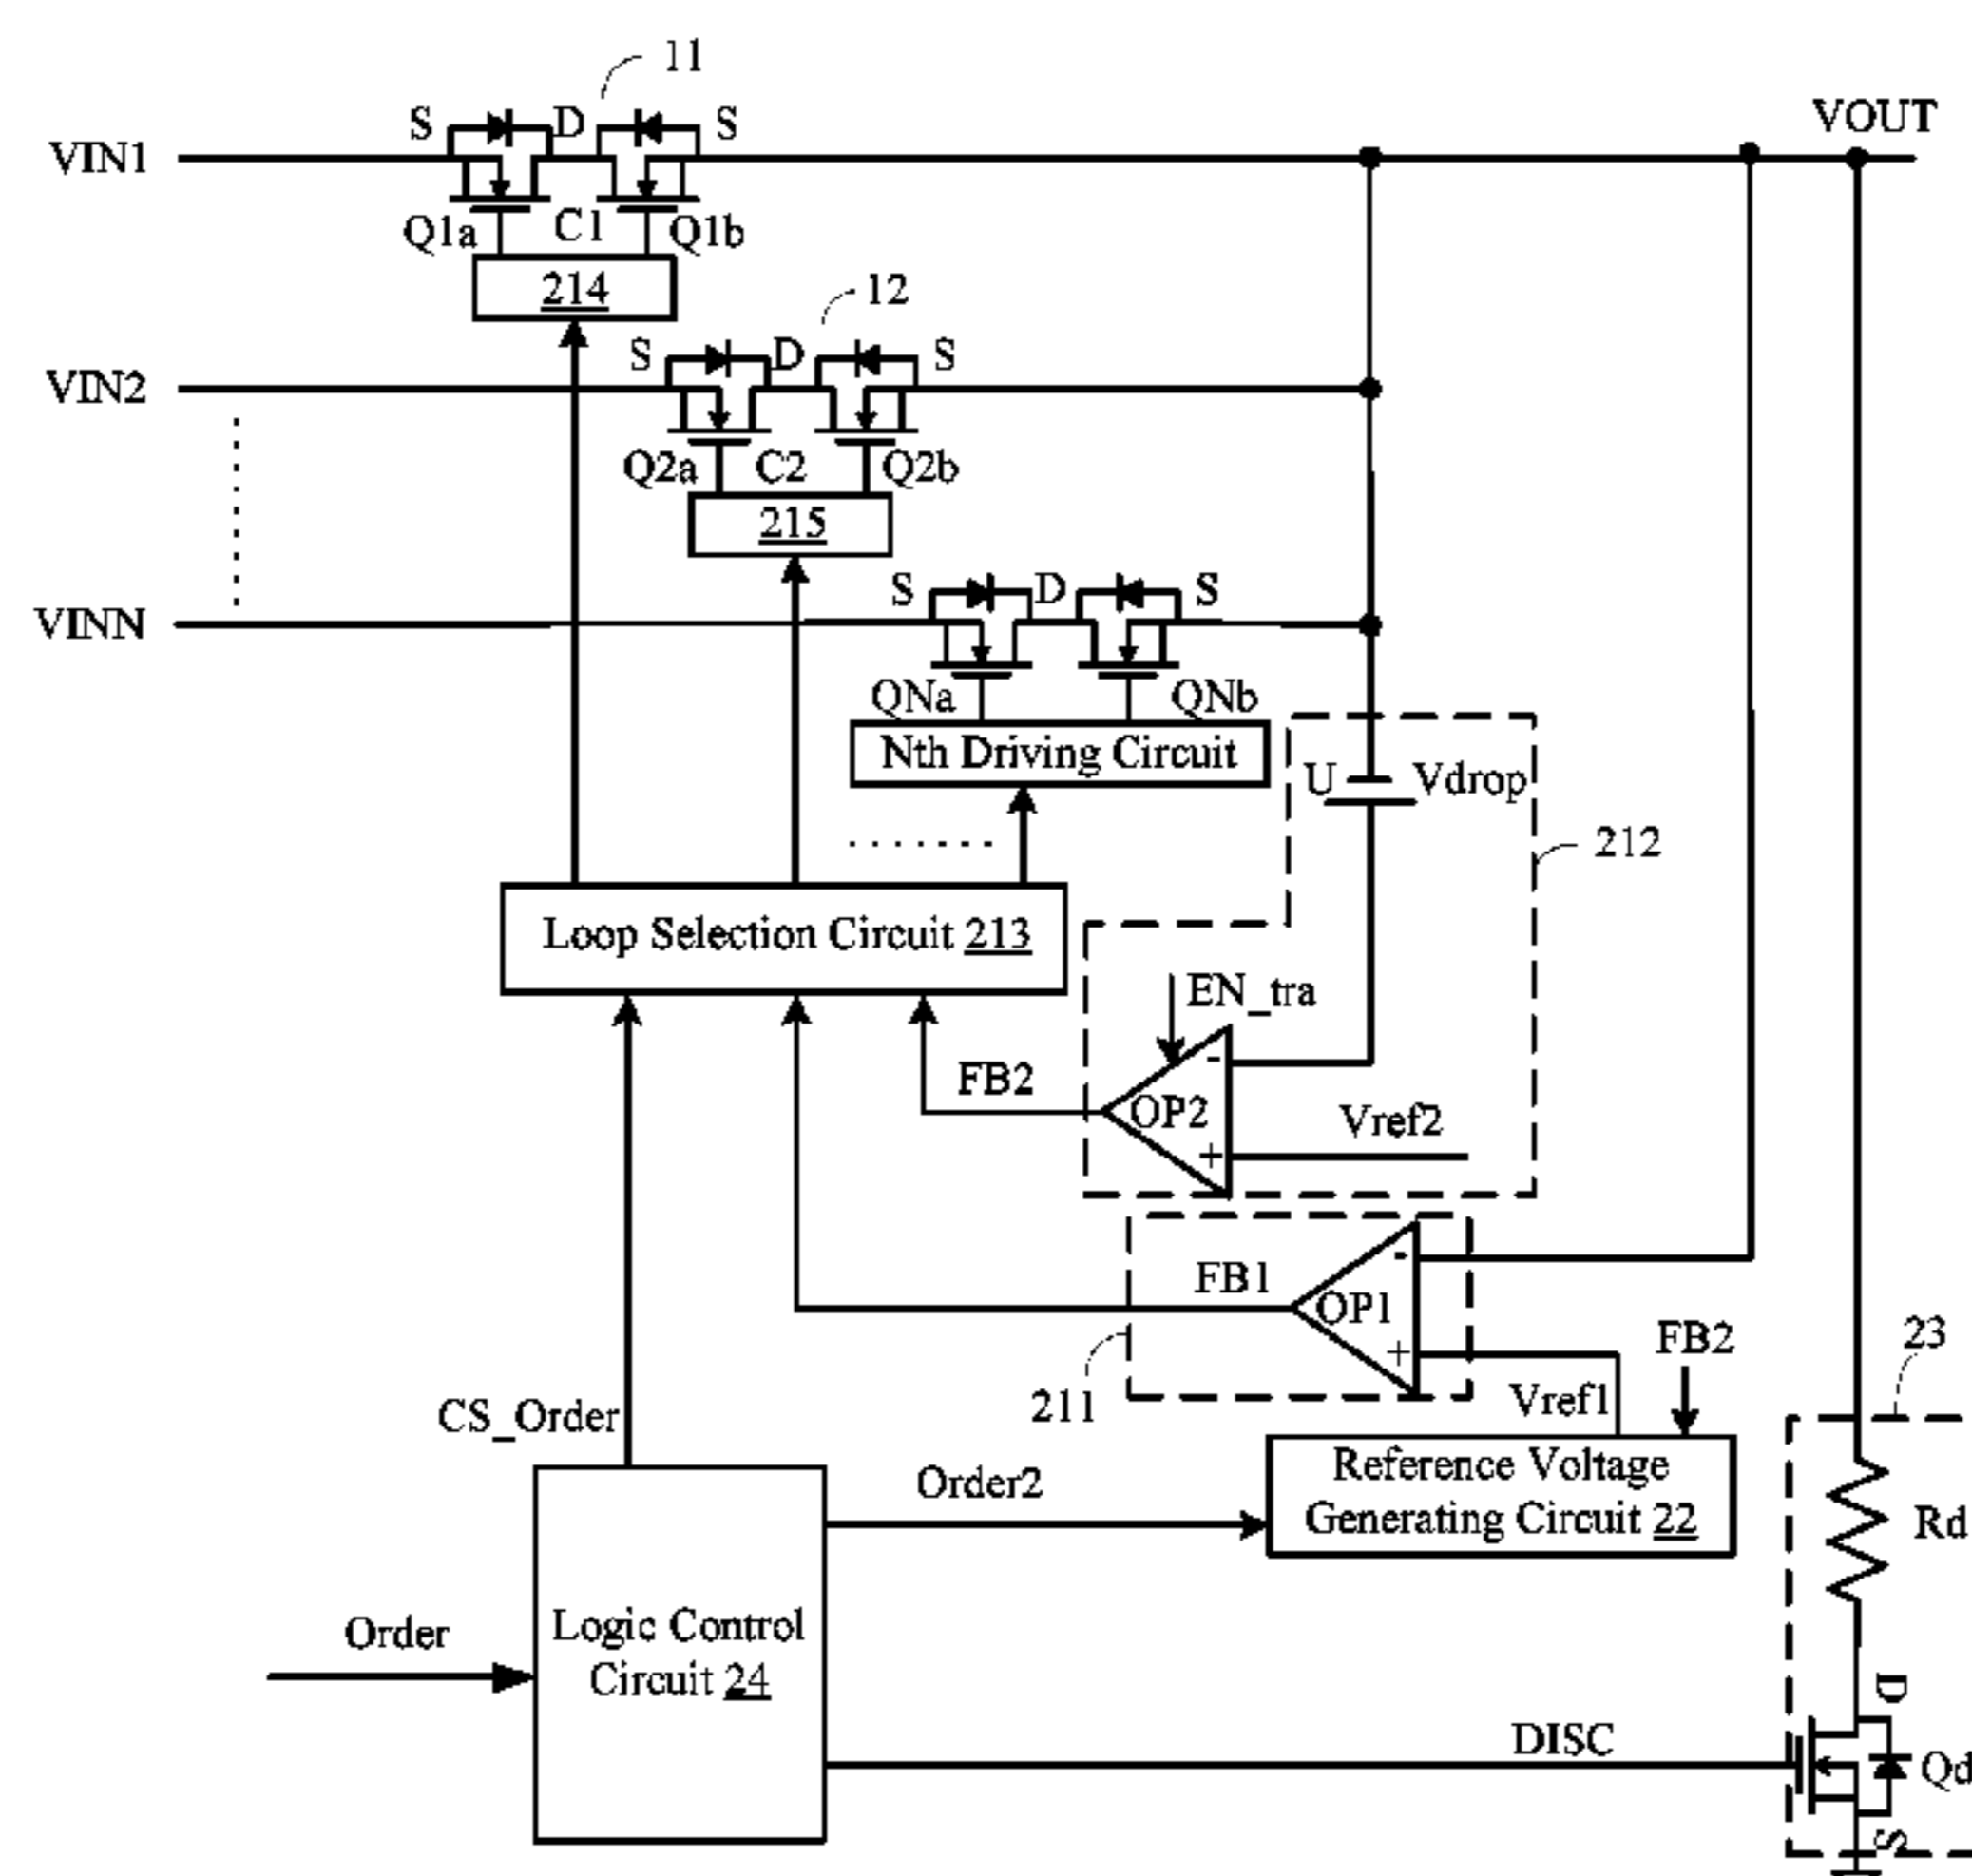 11
S D S
VOUT
VIN1
Q1a C1 Q1b
214
12
S D S
VIN2
Q2a C2 Q2b
215
S D S
VINN
QNa QNb
Nth Driving Circuit
U Vdrop
212
Loop Selection Circuit 213
EN_tra
-
FB2
OP2
Vref2
+
-
FB1
OP1
+
FB2
23
211
Vref1
CS_Order
Reference Voltage
Generating Circuit 22
Order2
Rd
Order
Logic Control
Circuit 24
D
DISC
Qd
S